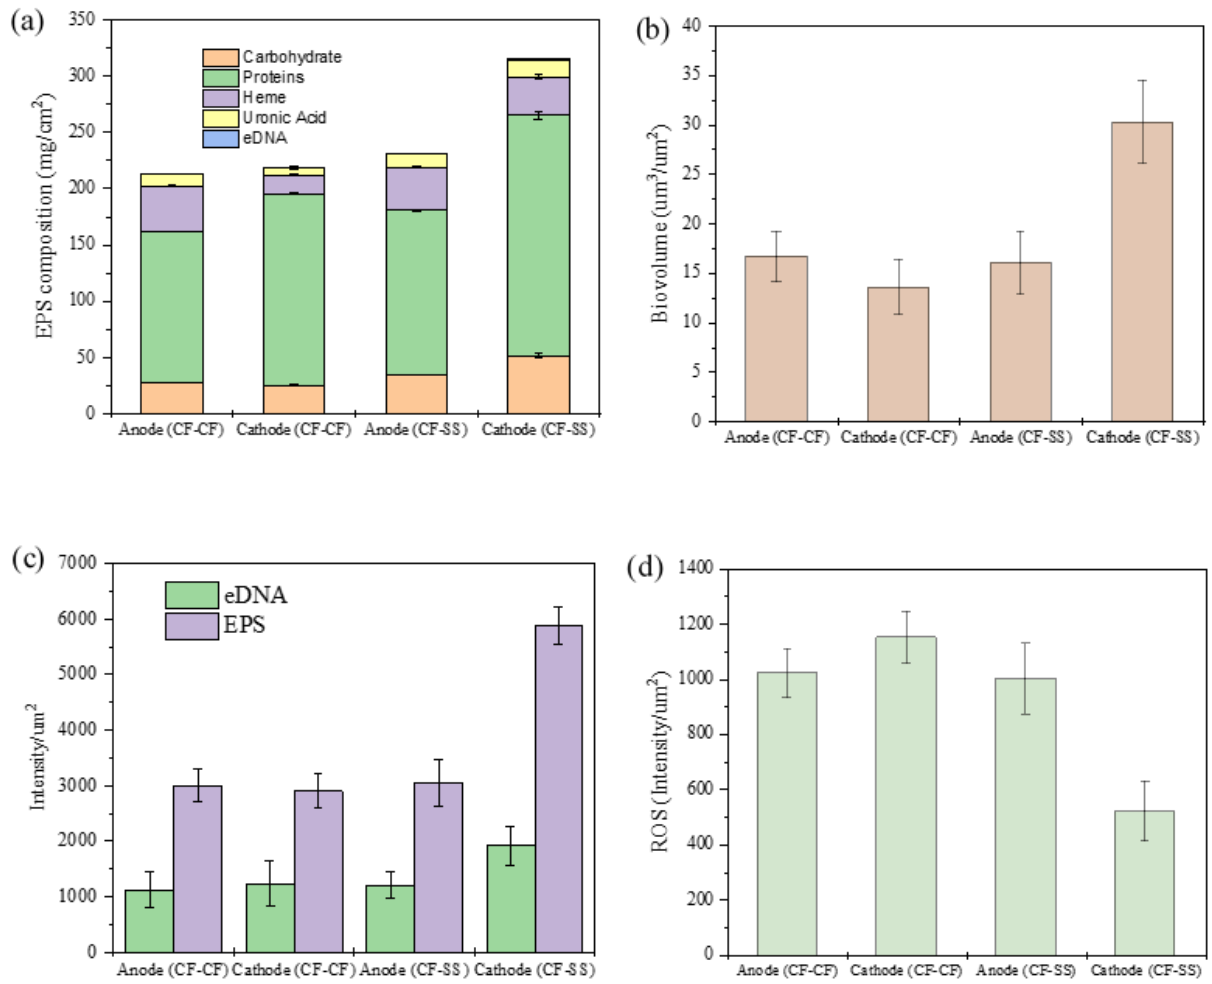 (a)
350
300
250
200
150
100
50
0
EPS composition (mg/cm²)
Carbohydrate
Proteins
Heme
Uronic Acid
eDNA
Anode (CF-CF) Cathode (CF-CF) Anode (CF-SS) Cathode (CF-SS)
(b)
40
35
30
25
20
15
10
5
0
Biovolume (um³/um²)
Anode (CF-CF) Cathode (CF-CF) Anode (CF-SS) Cathode (CF-SS)
(c)
7000
6000
5000
4000
3000
2000
1000
0
Intensity/um²
eDNA
EPS
Anode (CF-CF) Cathode (CF-CF) Anode (CF-SS) Cathode (CF-SS)
(d)
1400
1200
1000
800
600
400
200
0
ROS (Intensity/um²)
Anode (CF-CF) Cathode (CF-CF) Anode (CF-SS) Cathode (CF-SS)